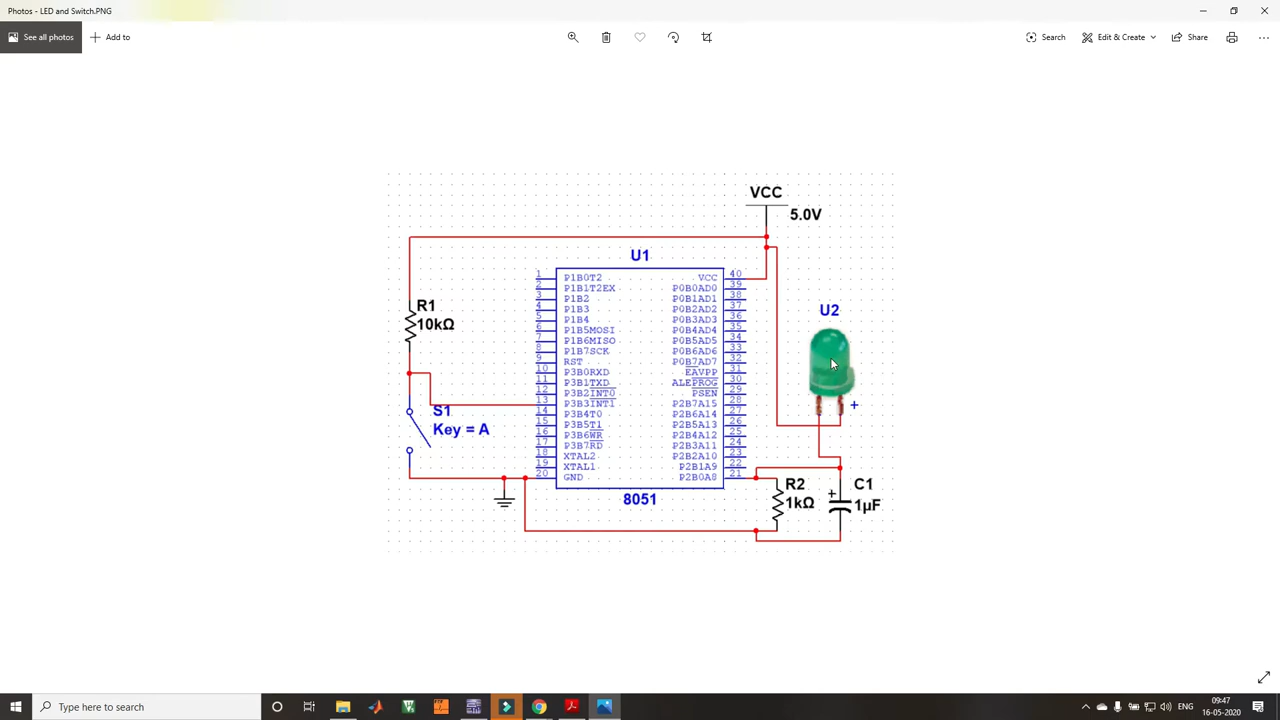 Photos - LED and Switch.PNG
See all photos
Add to
Search
Edit & Create
Share
VCC
5.0V
U1
R1
10kΩ
S1
Key = A
1 P1B0T2
2 P1B1T2EX
3 P1B2
4 P1B3
5 P1B4
6 P1B5MOSI
7 P1B6MISO
8 P1B7SCK
9 RST
10 P3B0RXD
11 P3B1TXD
12 P3B2INT0
13 P3B3INT1
14 P3B4T0
15 P3B5T1
16 P3B6WR
17 P3B7RD
18 XTAL2
19 XTAL1
20 GND
VCC 40
P0B0AD0 39
P0B1AD1 38
P0B2AD2 37
P0B3AD3 36
P0B4AD4 35
P0B5AD5 34
P0B6AD6 33
P0B7AD7 32
EAVPP 31
ALEPROG 30
PSEN 29
P2B7A15 28
P2B6A14 27
P2B5A13 26
P2B4A12 25
P2B3A11 24
P2B2A10 23
P2B1A9 22
P2B0A8 21
8051
U2
+
R2
1kΩ
C1
+
1µF
Type here to search
ENG
09:47
16-05-2020